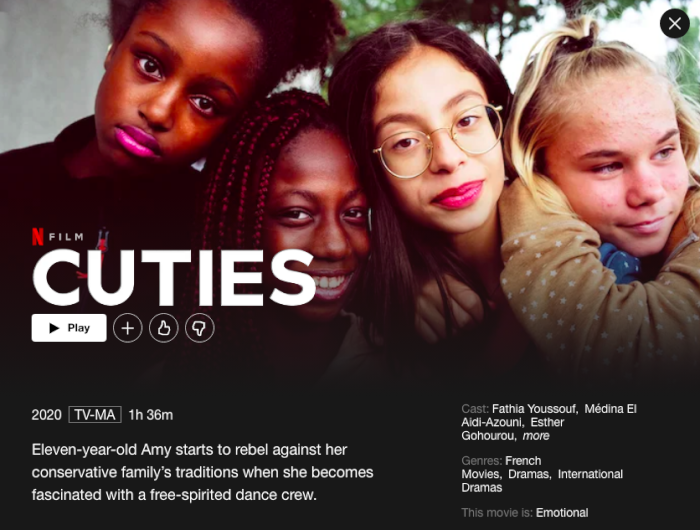 N FILM
CUTIES
Play
2020 TV-MA 1h 36m
Eleven-year-old Amy starts to rebel against her
conservative family's traditions when she becomes
fascinated with a free-spirited dance crew.
Cast: Fathia Youssouf, Médina El
Aidi-Azouni, Esther
Gohourou, more
Genres: French
Movies, Dramas, International
Dramas
This movie is: Emotional